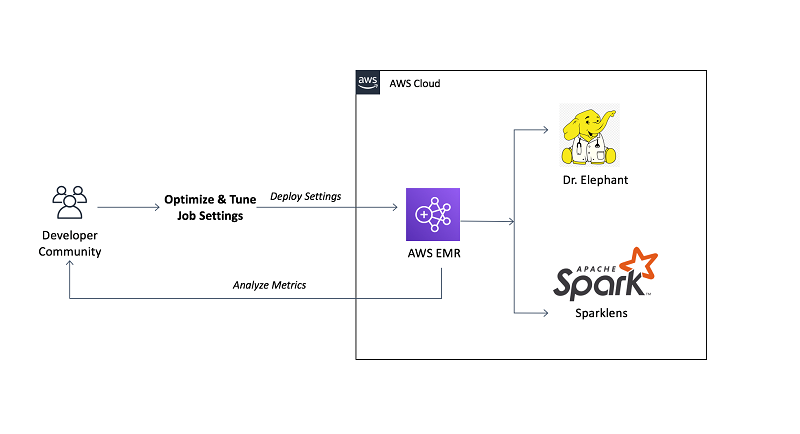 aws
AWS Cloud
Dr. Elephant
Optimize & Tune
Job Settings
Deploy Settings
Developer
Community
AWS EMR
Analyze Metrics
APACHE
Spark™
Sparklens